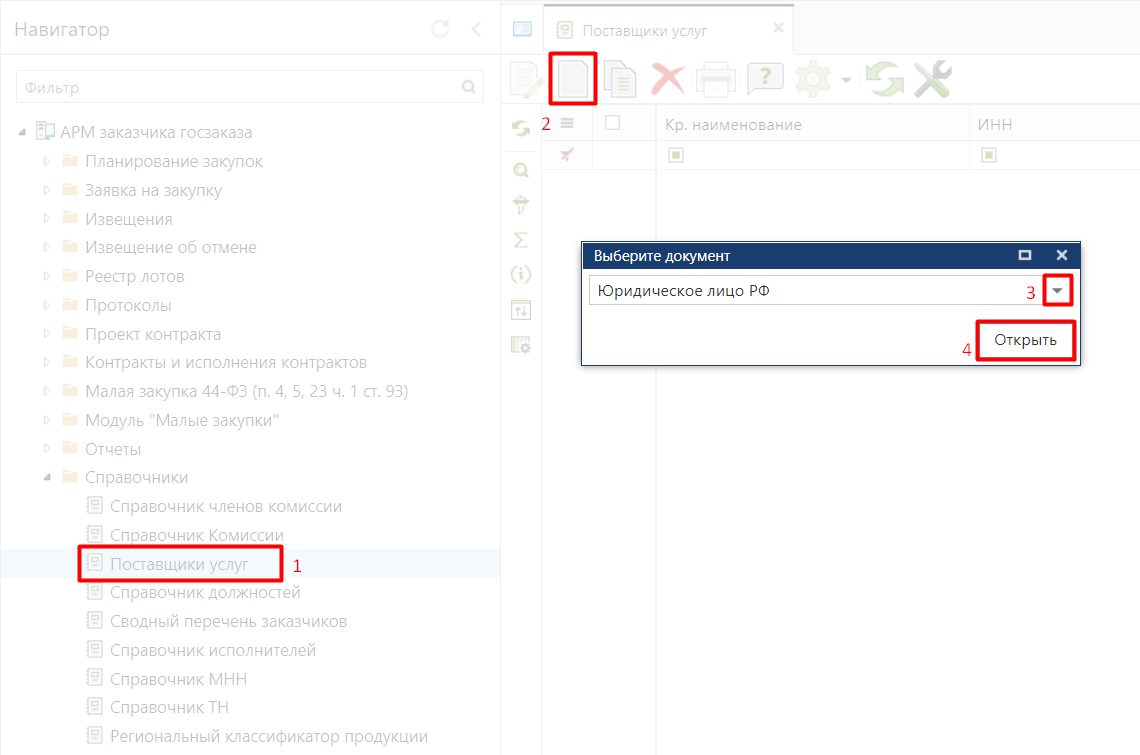 Навигатор
Фильтр
АРМ заказчика госзаказа
Планирование закупок
Заявка на закупку
Извещения
Извещение об отмене
Реестр лотов
Протоколы
Проект контракта
Контракты и исполнения контрактов
Малая закупка 44-ФЗ (п. 4, 5, 23 ч. 1 ст. 93)
Модуль "Малые закупки"
Отчеты
Справочники
Справочник членов комиссии
Справочник Комиссии
Поставщики услуг 1
Справочник должностей
Сводный перечень заказчиков
Справочник исполнителей
Справочник МНН
Справочник ТН
Региональный классификатор продукции
Поставщики услуг
2
Кр. наименование ИНН
Выберите документ
Юридическое лицо РФ 3
4 Открыть